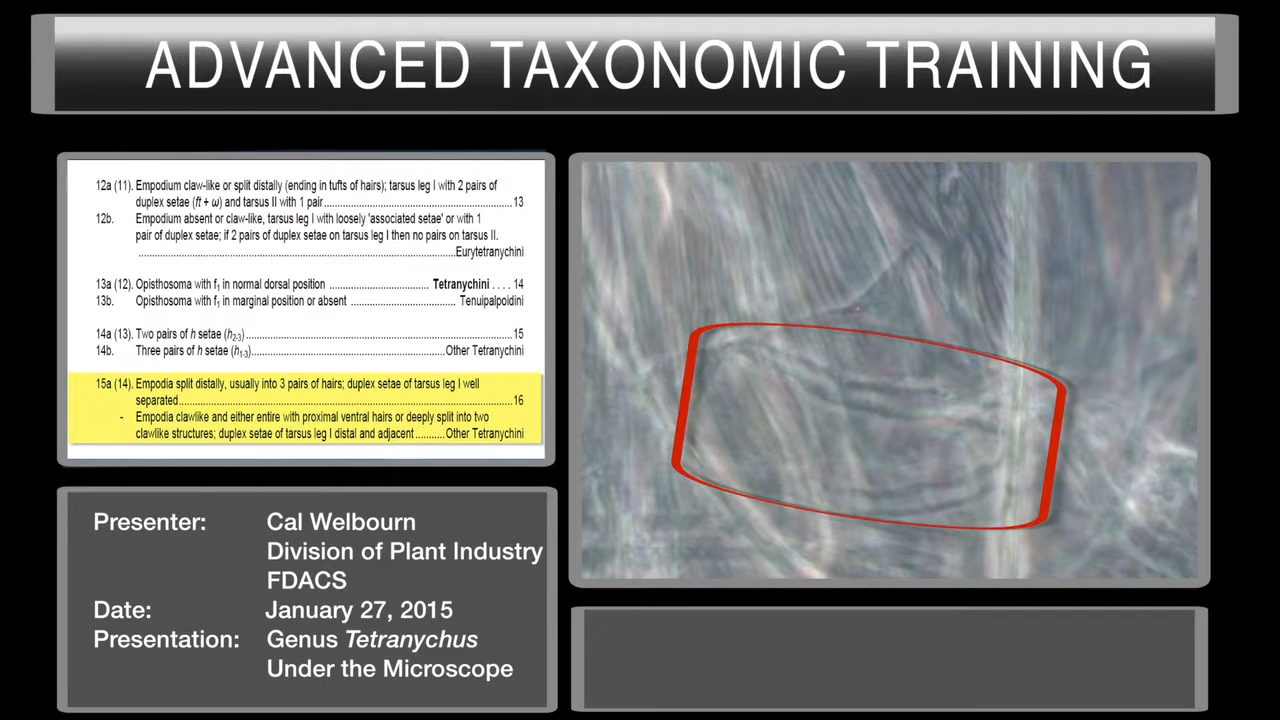 ADVANCED TAXONOMIC TRAINING
12a (11). Empodium claw-like or split distally (ending in tufts of hairs); tarsus leg I with 2 pairs of
duplex setae (ft + ω) and tarsus II with 1 pair..........................................................13
12b. Empodium absent or claw-like, tarsus leg I with loosely 'associated setae' or with 1
pair of duplex setae; if 2 pairs of duplex setae on tarsus leg I then no pairs on tarsus II.
..................................................................................................Eurytetranychini
13a (12). Opisthosoma with f1 in normal dorsal position .............................. Tetranychini . . . . 14
13b. Opisthosoma with f1 in marginal position or absent ................................ Tenuipalpoidini
14a (13). Two pairs of h setae (h2-3)...................................................................................15
14b. Three pairs of h setae (h1-3)............................................................Other Tetranychini
15a (14). Empodia split distally, usually into 3 pairs of hairs; duplex setae of tarsus leg I well
separated.......................................................................................................16
- Empodia clawlike and either entire with proximal ventral hairs or deeply split into two
clawlike structures; duplex setae of tarsus leg I distal and adjacent..........Other Tetranychini
Presenter: Cal Welbourn
Division of Plant Industry
FDACS
Date: January 27, 2015
Presentation: Genus Tetranychus
Under the Microscope